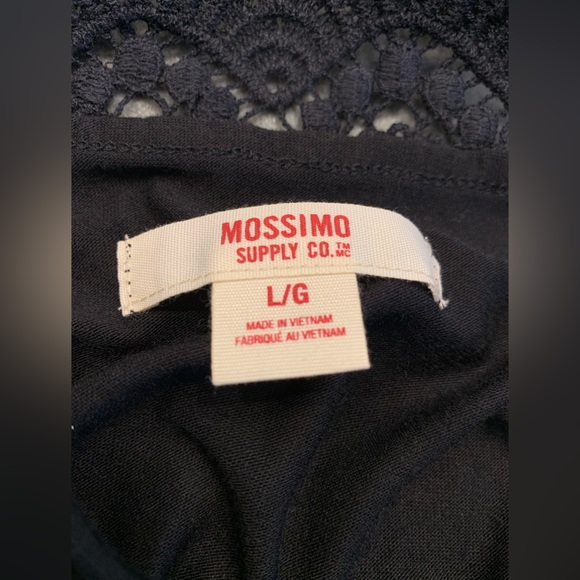 MOSSIMO
SUPPLY CO.™ MC
L/G
MADE IN VIETNAM
FABRIQUÉ AU VIETNAM